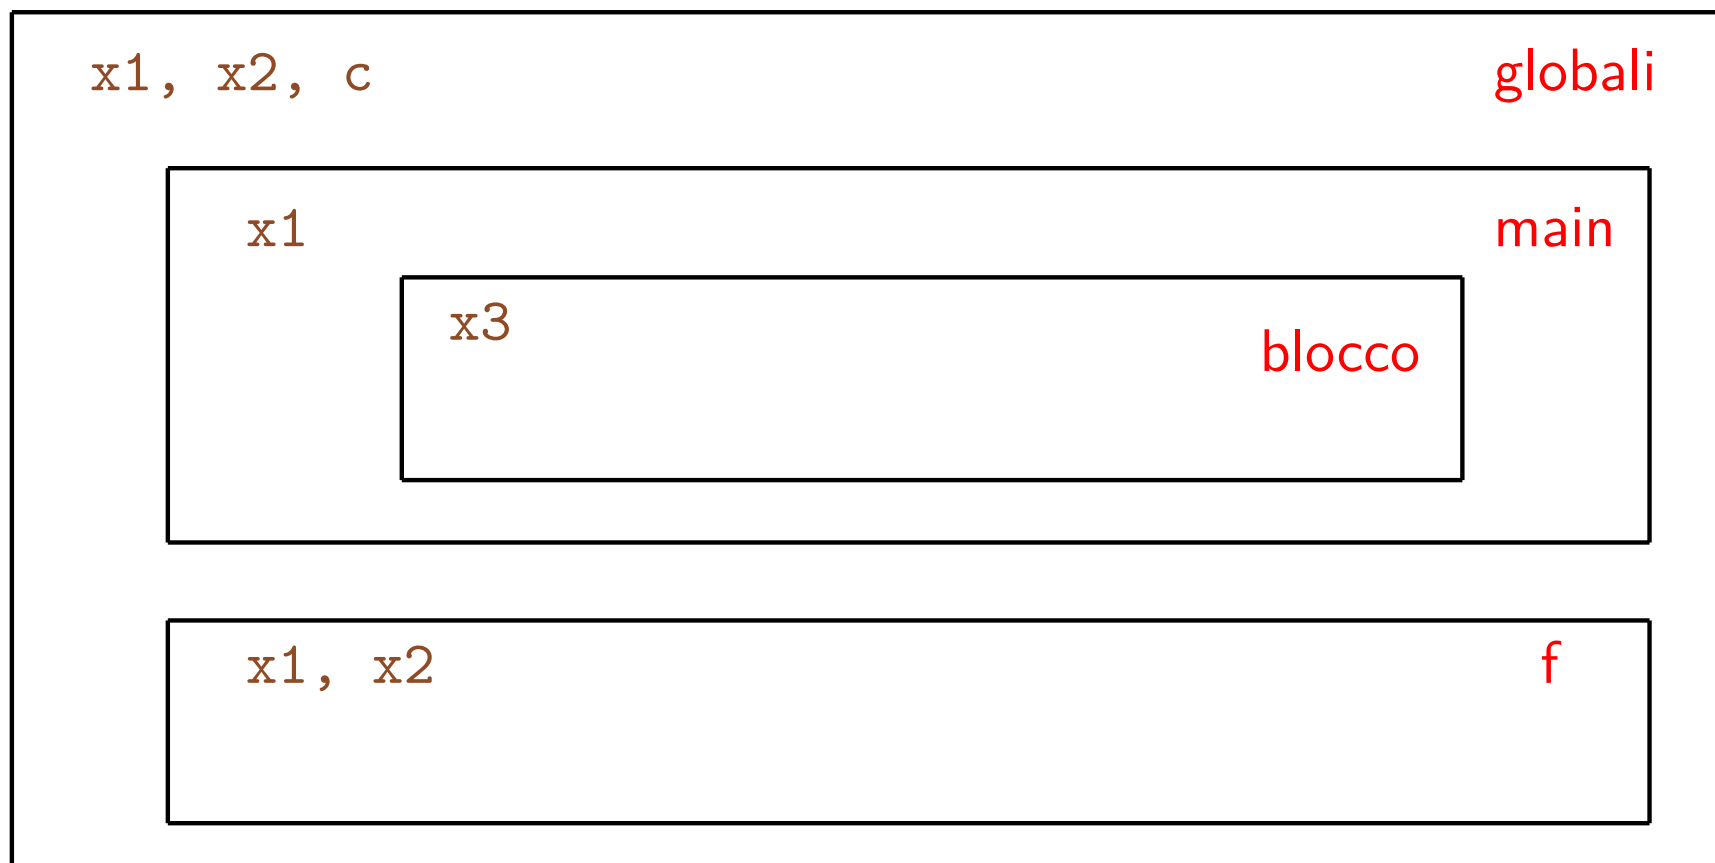 x1, x2, c globali
x1 main
x3
blocco
x1, x2 f